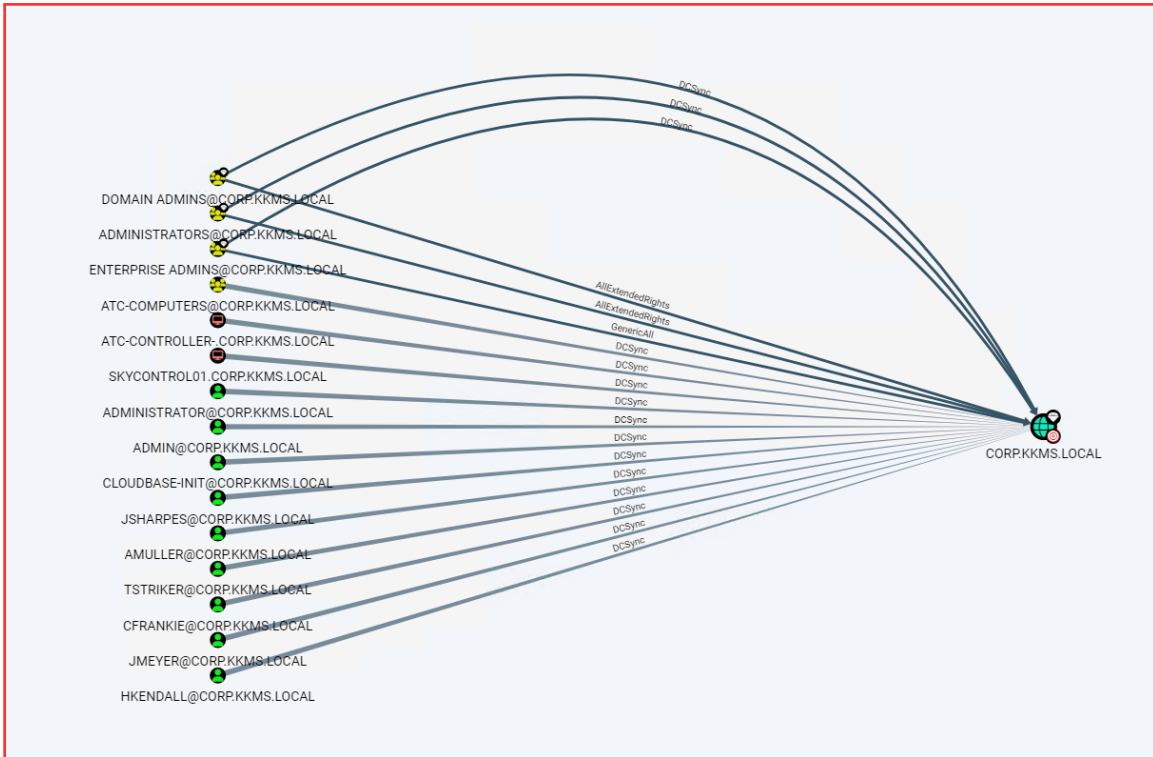 DCSync
DCSync
DCSync
DOMAIN ADMINS@CORP.KKMS.LOCAL
ADMINISTRATORS@CORP.KKMS.LOCAL
ENTERPRISE ADMINS@CORP.KKMS.LOCAL
ATC-COMPUTERS@CORP.KKMS.LOCAL
ATC-CONTROLLER-.CORP.KKMS.LOCAL
SKYCONTROL01.CORP.KKMS.LOCAL
ADMINISTRATOR@CORP.KKMS.LOCAL
ADMIN@CORP.KKMS.LOCAL
CLOUDBASE-INIT@CORP.KKMS.LOCAL
JSHARPES@CORP.KKMS.LOCAL
AMULLER@CORP.KKMS.LOCAL
TSTRIKER@CORP.KKMS.LOCAL
CFRANKIE@CORP.KKMS.LOCAL
JMEYER@CORP.KKMS.LOCAL
HKENDALL@CORP.KKMS.LOCAL
AllExtendedRights
AllExtendedRights
GenericAll
DCSync
DCSync
DCSync
DCSync
DCSync
DCSync
DCSync
DCSync
DCSync
DCSync
DCSync
DCSync
CORP.KKMS.LOCAL